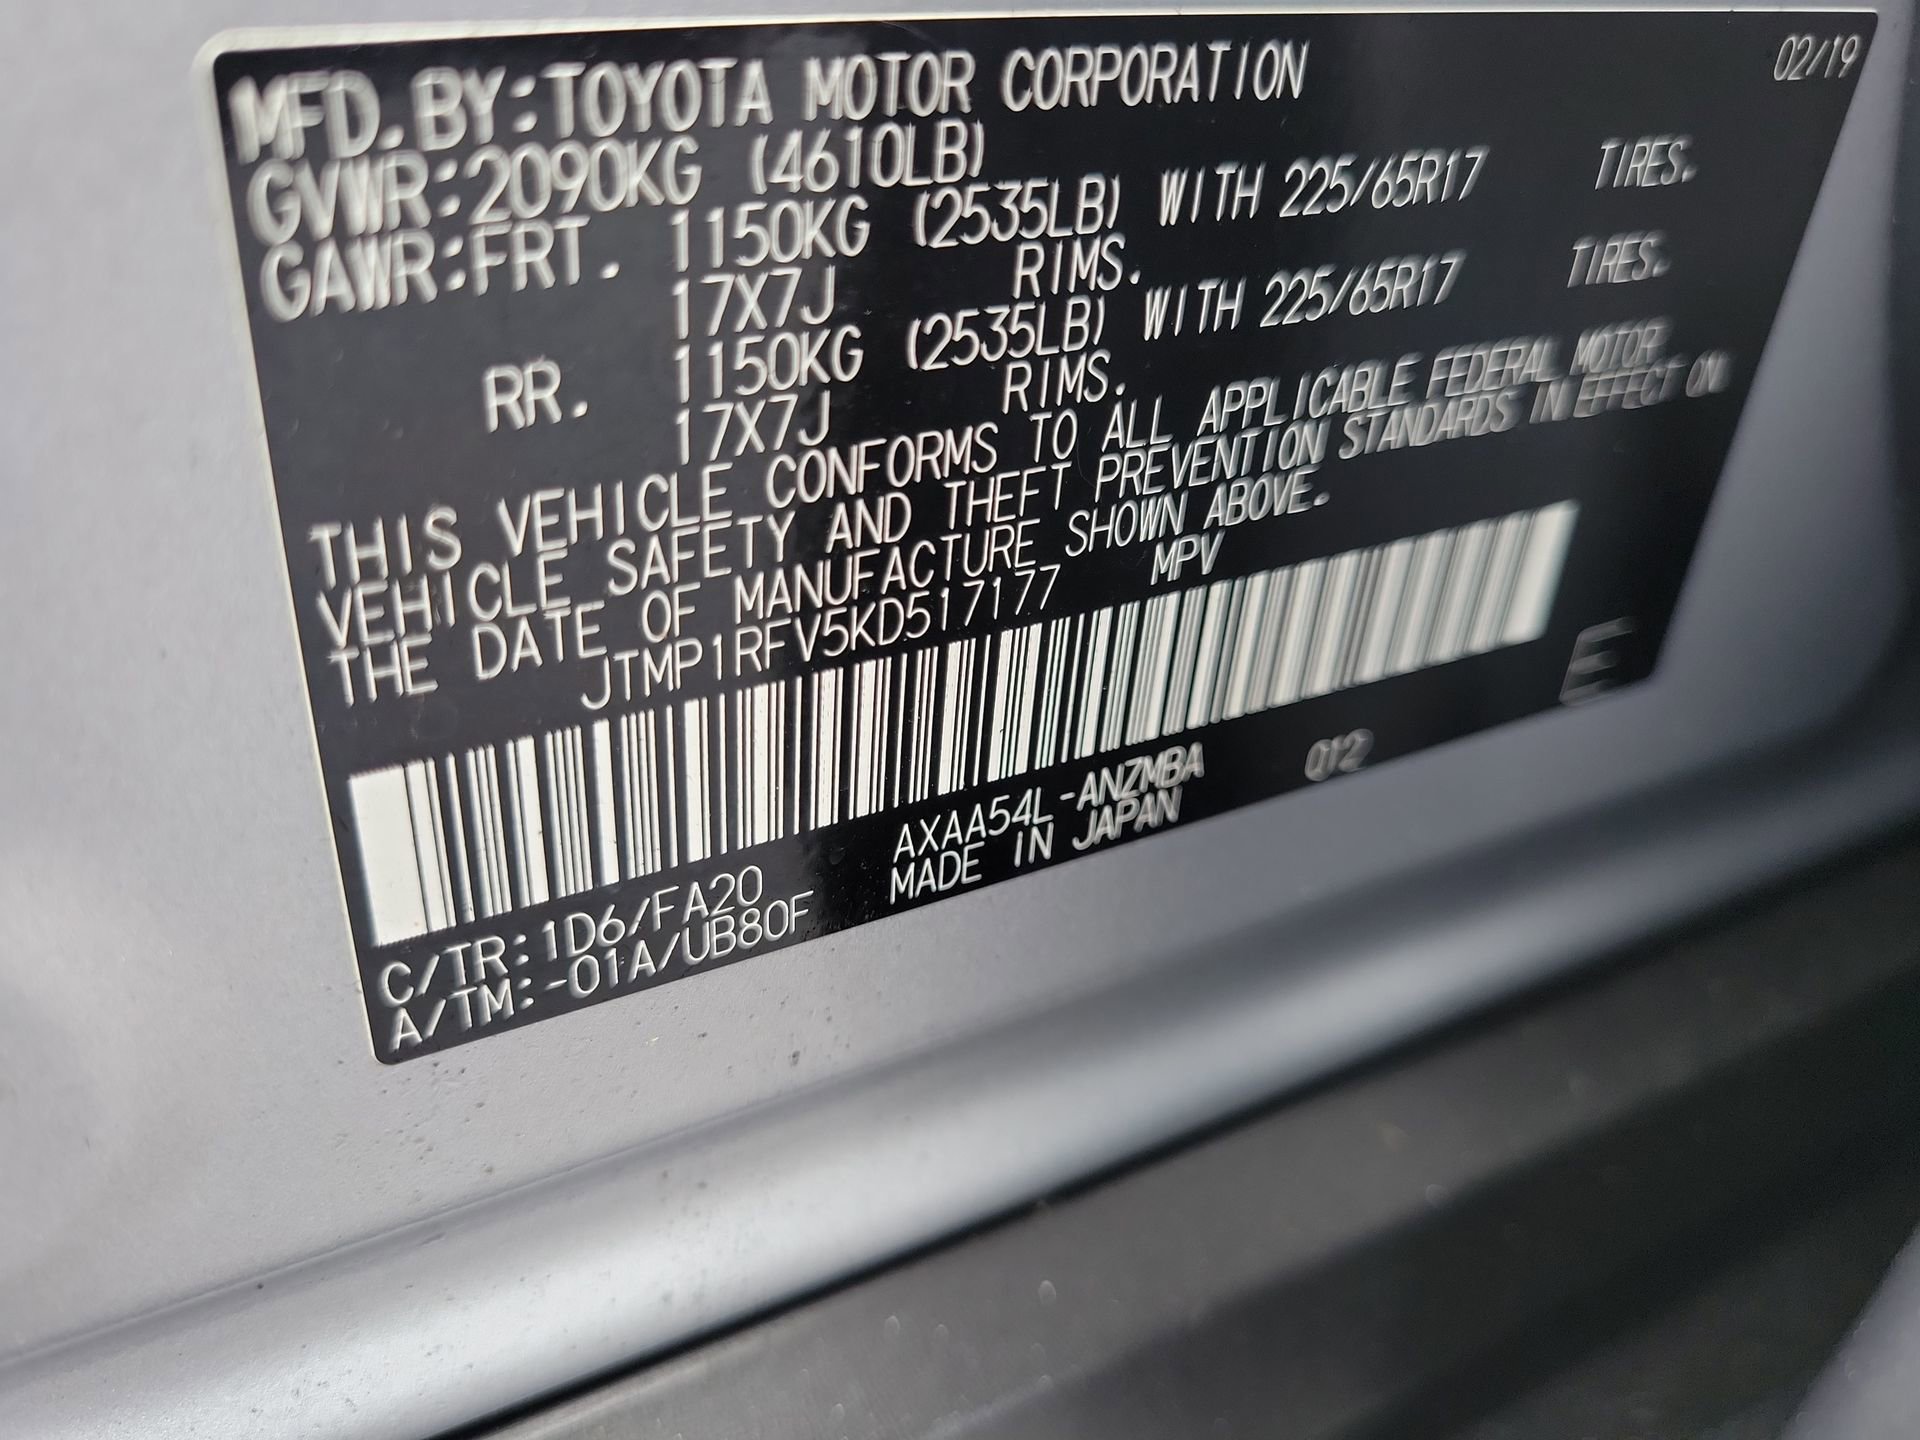 02/19
MFD. BY: TOYOTA MOTOR CORPORATION
GVWR: 2090KG (4610LB)
GAWR: FRT. 1150KG (2535LB) WITH 225/65R17 TIRES.
17X7J RIMS.
RR. 1150KG (2535LB) WITH 225/65R17 TIRES.
17X7J RIMS.
THIS VEHICLE CONFORMS TO ALL APPLICABLE FEDERAL MOTOR
VEHICLE SAFETY AND THEFT PREVENTION STANDARDS IN EFFECT ON
THE DATE OF MANUFACTURE SHOWN ABOVE.
JTMP1RFV5KD517177 MPV
E
C/TR: 1D6/FA20 AXAA54L-ANZMBA 012
A/TM: -01A/UB80F MADE IN JAPAN